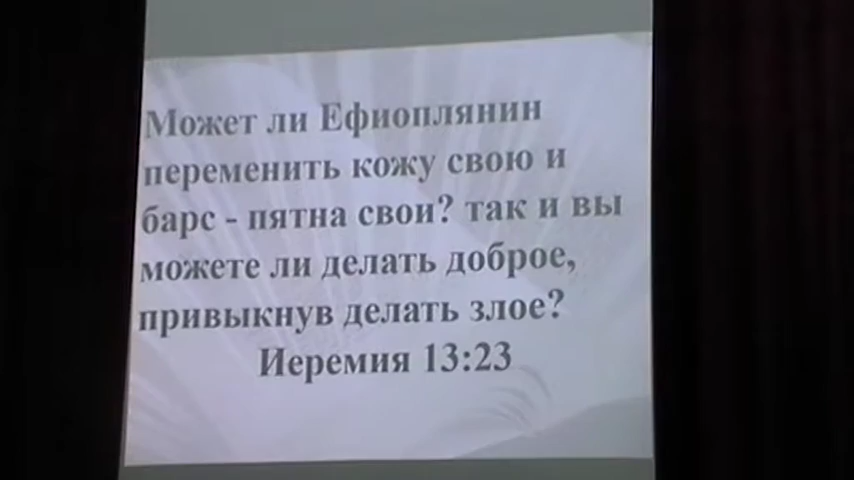 Может ли Ефиоплянин
переменить кожу свою и
барс - пятна свои? так и вы
можете ли делать доброе,
привыкнув делать злое?
Иеремия 13:23